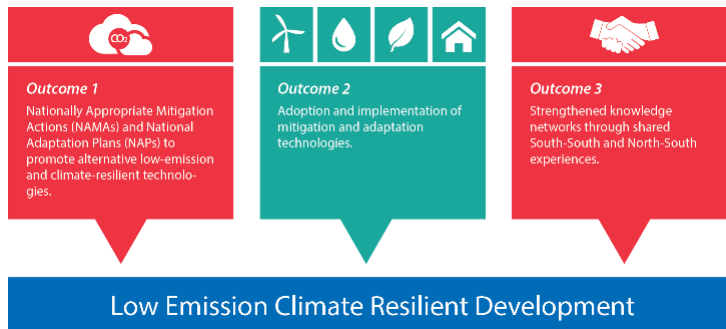 CO₂
Outcome 1
Nationally Appropriate Mitigation
Actions (NAMAs) and National
Adaptation Plans (NAPs) to
promote alternative low-emission
and climate-resilient technolo-
gies.
Outcome 2
Adoption and implementation of
mitigation and adaptation
technologies.
Outcome 3
Strengthened knowledge
networks through shared
South-South and North-South
experiences.
Low Emission Climate Resilient Development